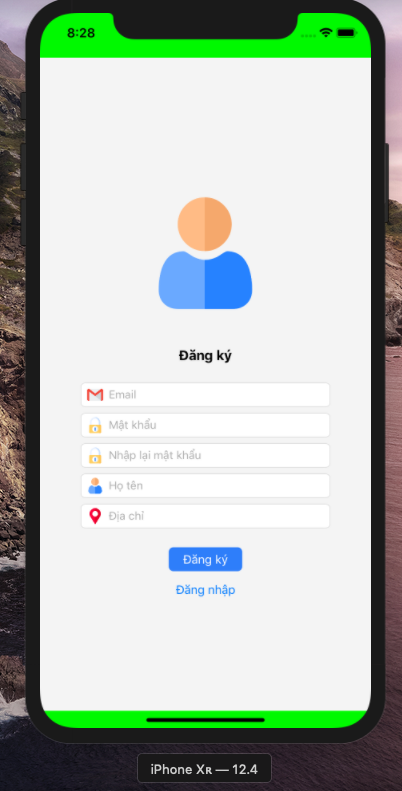 8:28
Đăng ký
Email
Mật khẩu
Nhập lại mật khẩu
Họ tên
Địa chỉ
Đăng ký
Đăng nhập
iPhone Xʀ — 12.4